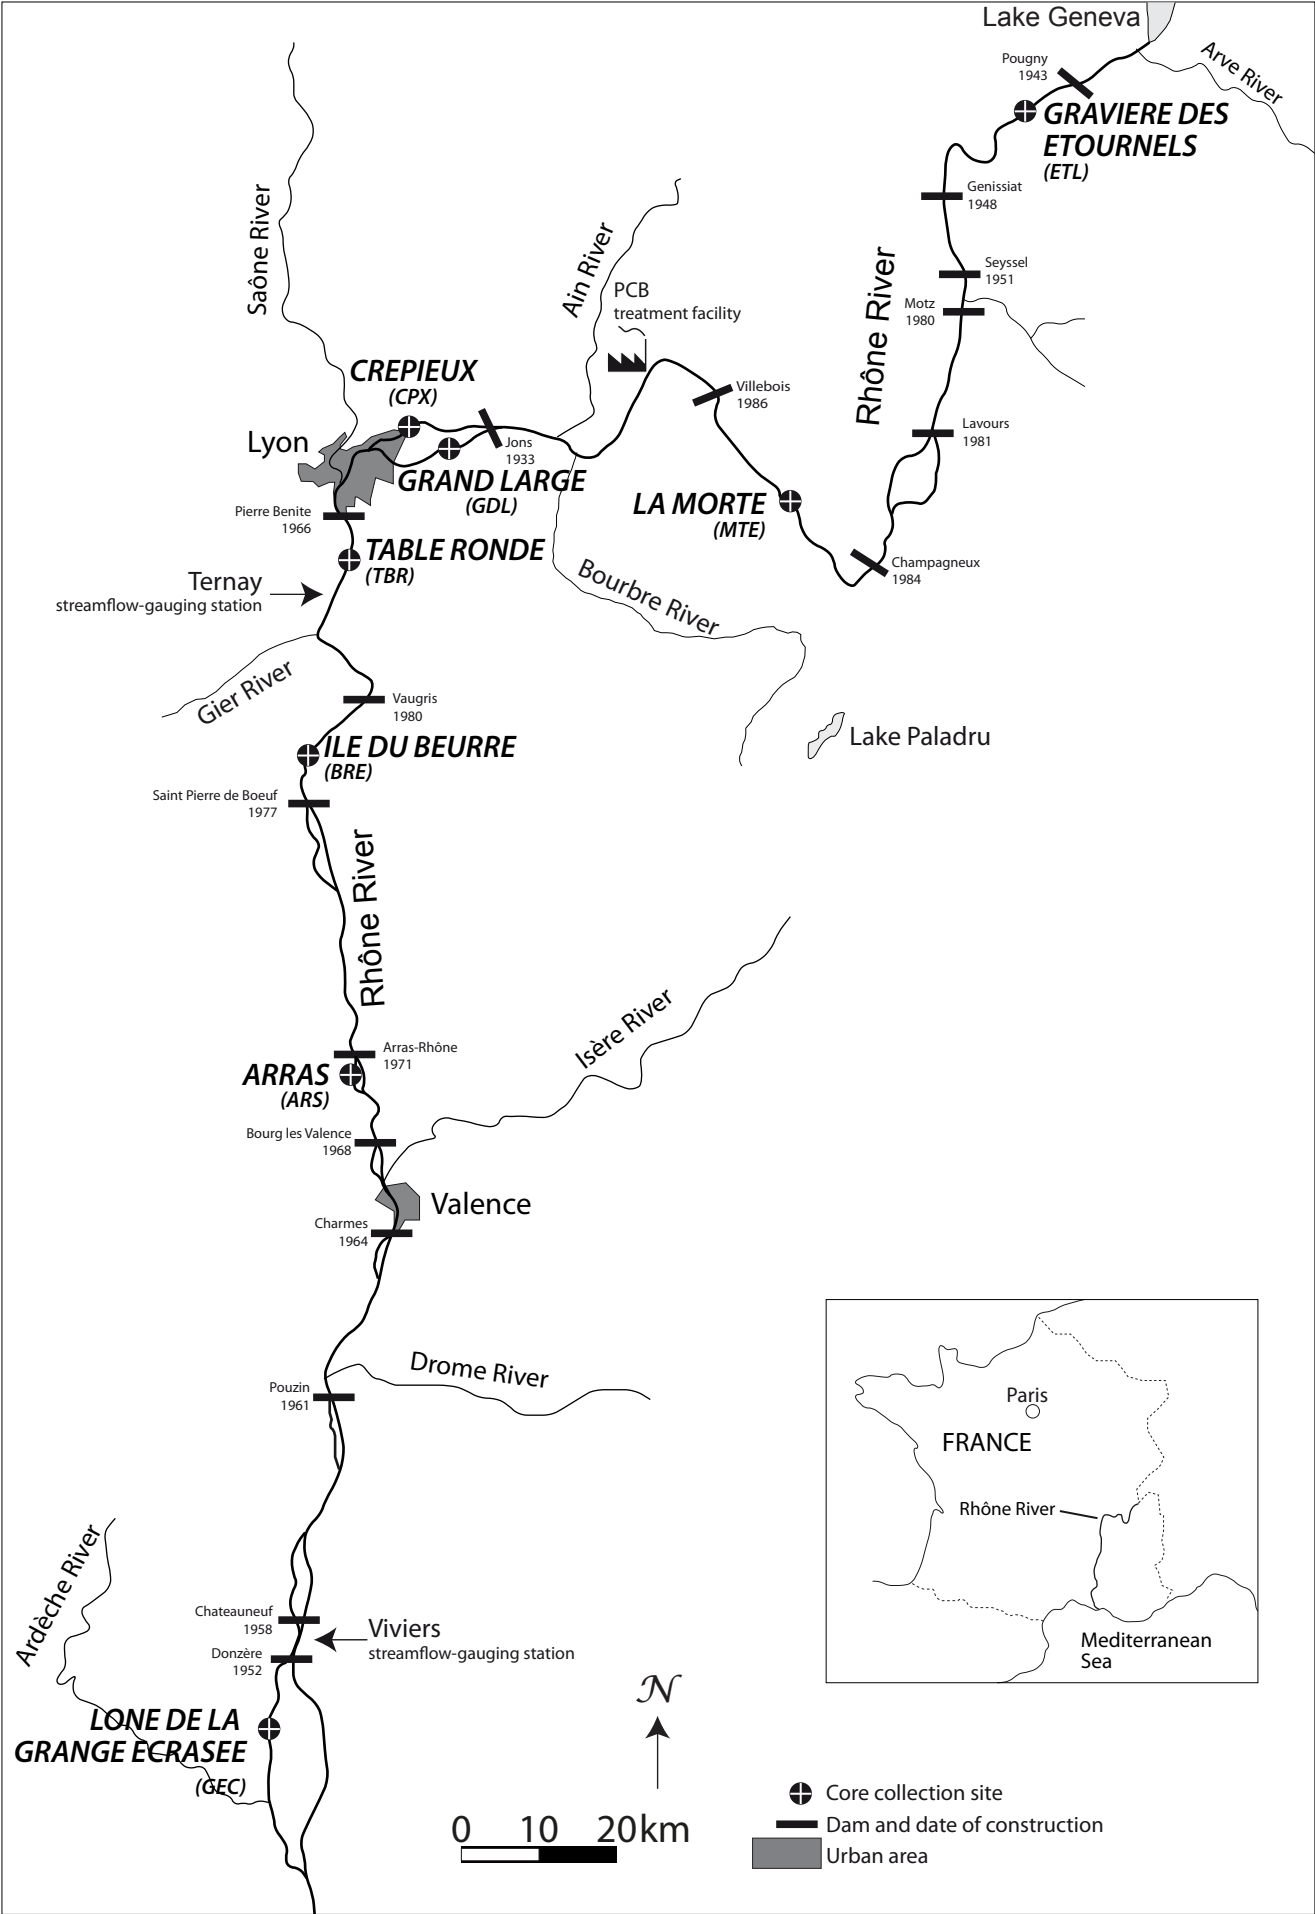 Lake Geneva
Arve River
Pougny
1943
GRAVIERE DES
ETOURNELS
(ETL)
Genissiat
1948
Saône River
Ain River
Rhône River
Seyssel
1951
Motz
1980
PCB
treatment facility
CREPIEUX
(CPX)
Villebois
1986
Lavours
1981
Lyon
Jons
1933
GRAND LARGE
(GDL)
LA MORTE
(MTE)
Pierre Benite
1966
TABLE RONDE
(TBR)
Champagneux
1984
Ternay
streamflow-gauging station
Bourbre River
Gier River
Vaugris
1980
Lake Paladru
ILE DU BEURRE
(BRE)
Saint Pierre de Boeuf
1977
Rhône River
Isère River
Arras-Rhône
1971
ARRAS
(ARS)
Bourg les Valence
1968
Valence
Charmes
1964
Drome River
Pouzin
1961
Paris
FRANCE
Rhône River
Mediterranean
Sea
Ardèche River
Chateauneuf
1958
Viviers
streamflow-gauging station
Donzère
1952
LONE DE LA
GRANGE ECRASEE
(GEC)
N
0 10 20 km
Core collection site
Dam and date of construction
Urban area